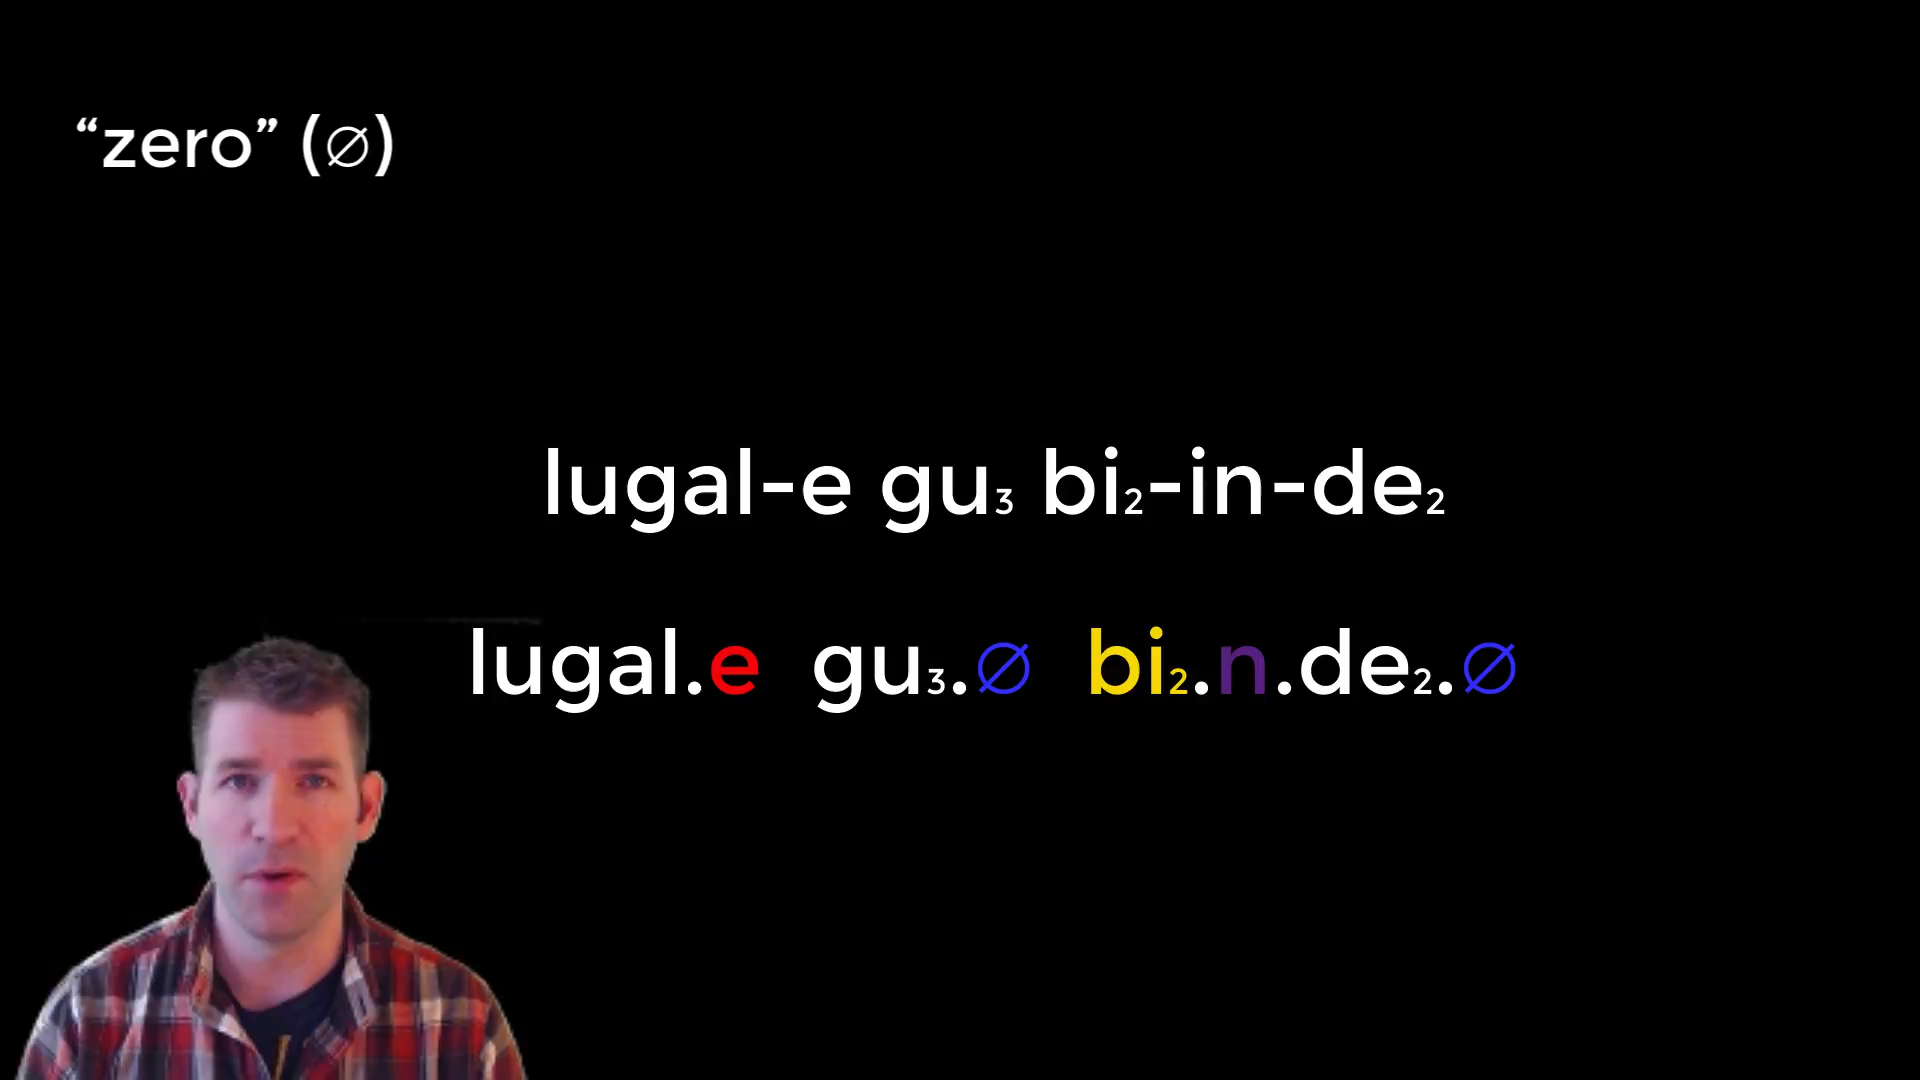 “zero” (∅)
lugal-e gu₃ bi₂-in-de₂
lugal.e gu₃.∅ bi₂.n.de₂.∅